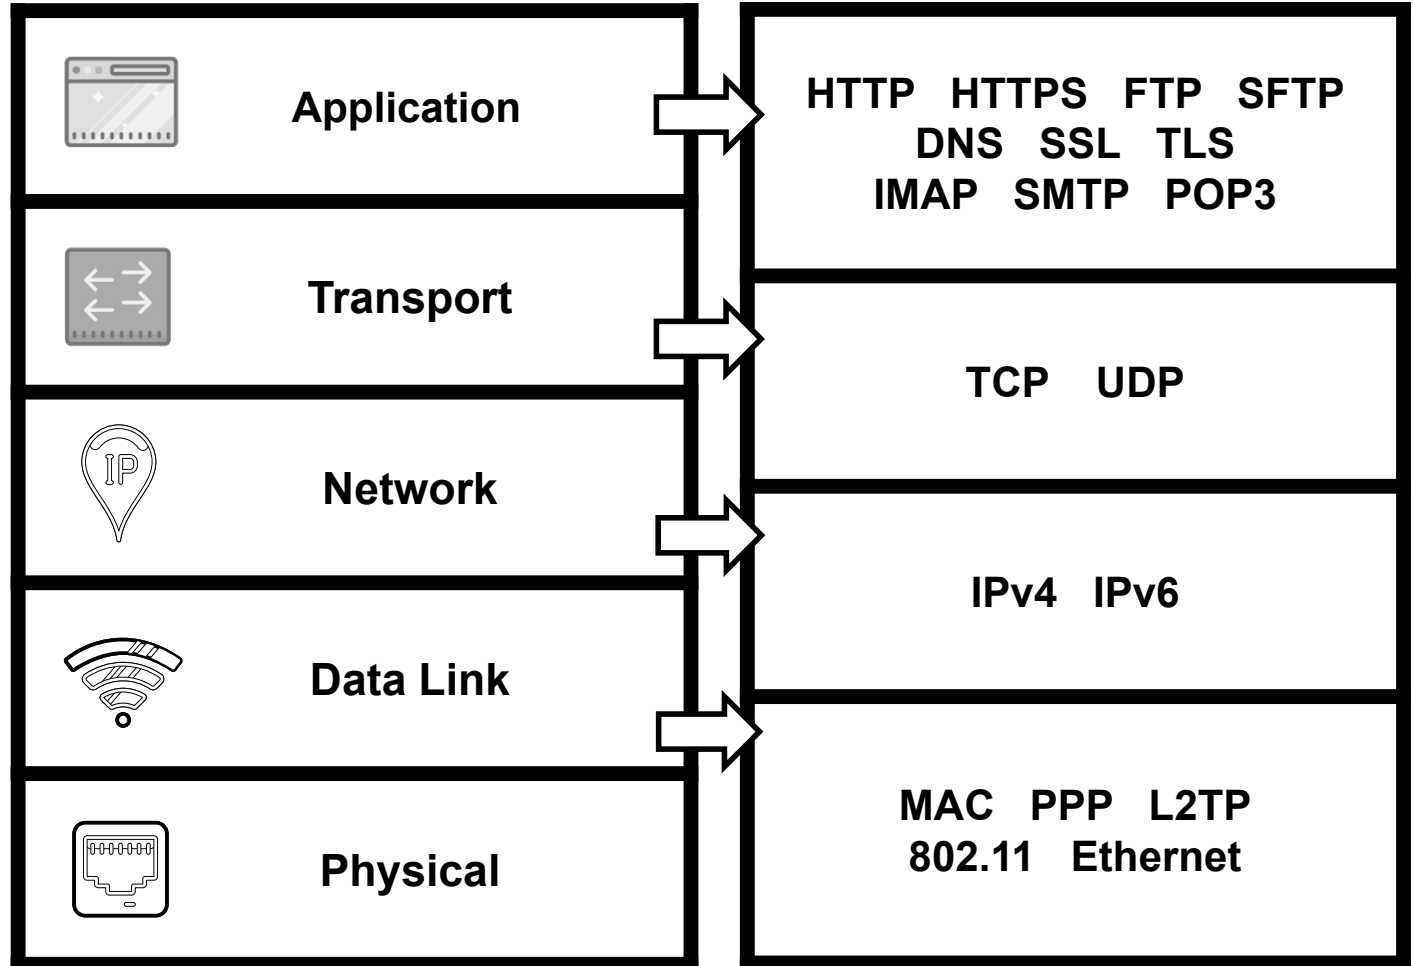 Application
Transport
IP
Network
Data Link
Physical
HTTP HTTPS FTP SFTP
DNS SSL TLS
IMAP SMTP POP3
TCP UDP
IPv4 IPv6
MAC PPP L2TP
802.11 Ethernet